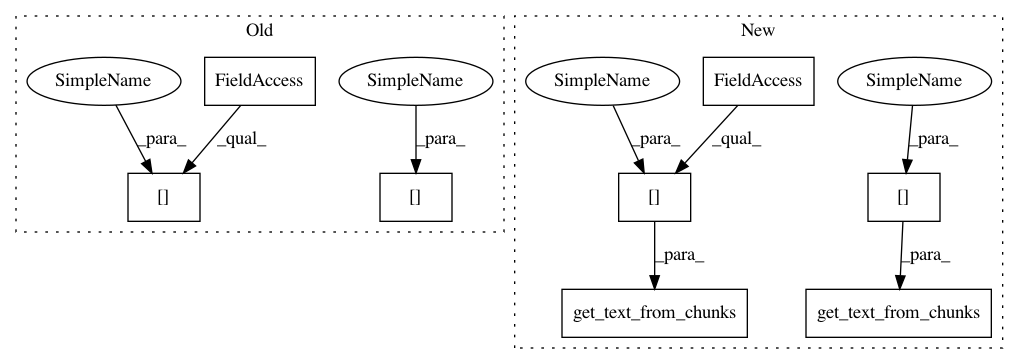 Old
New
SimpleName
FieldAccess
SimpleName
SimpleName
FieldAccess
SimpleName
_para_
_qual_
_para_
_para_
_qual_
_para_
[]
[]
[]
[]
_para_
_para_
get_text_from_chunks
get_text_from_chunks